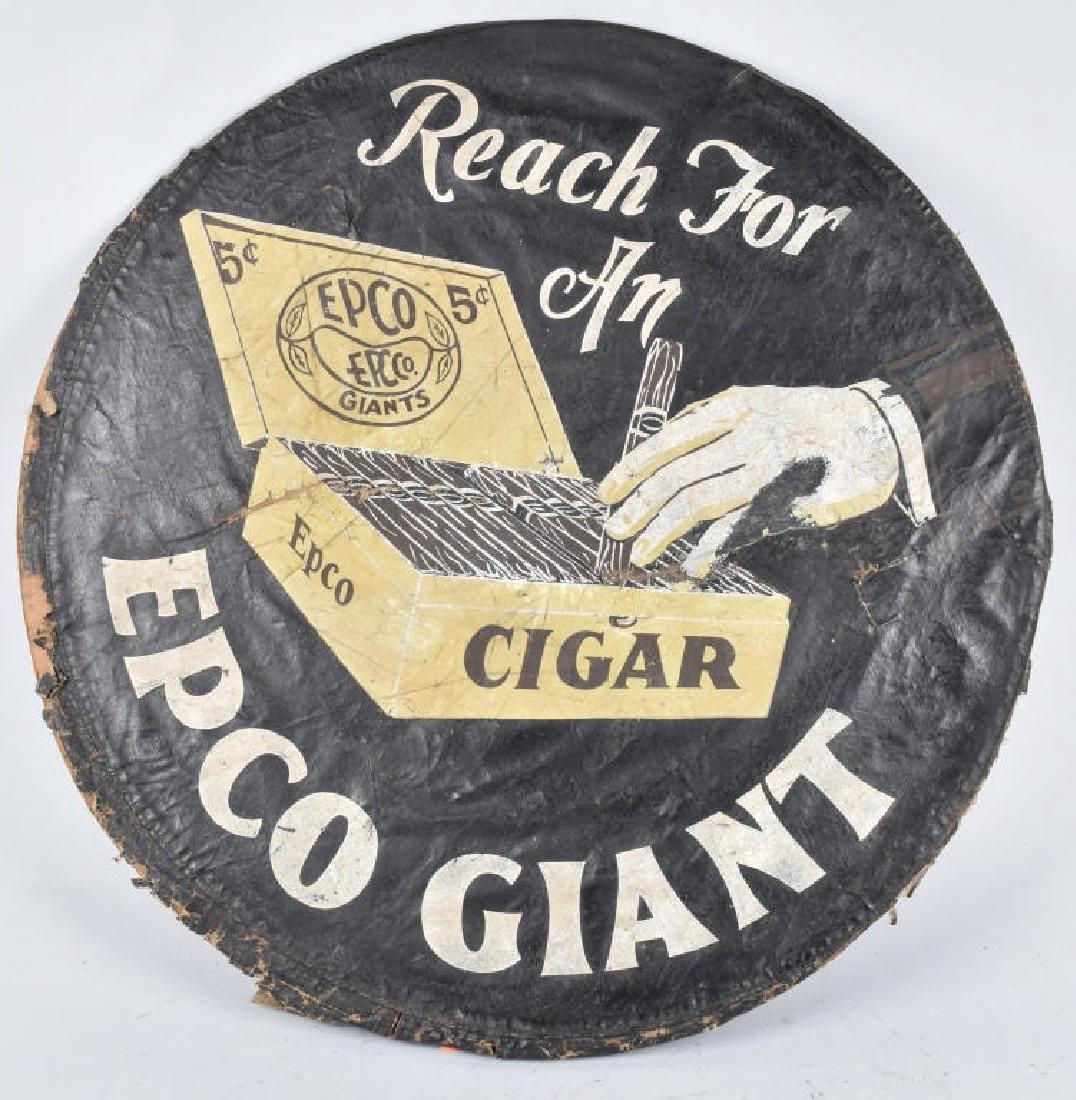 Reach For
An
5¢ 5¢
EPCO
EPCO.
GIANTS
Epco
CIGAR
EPCO GIANT